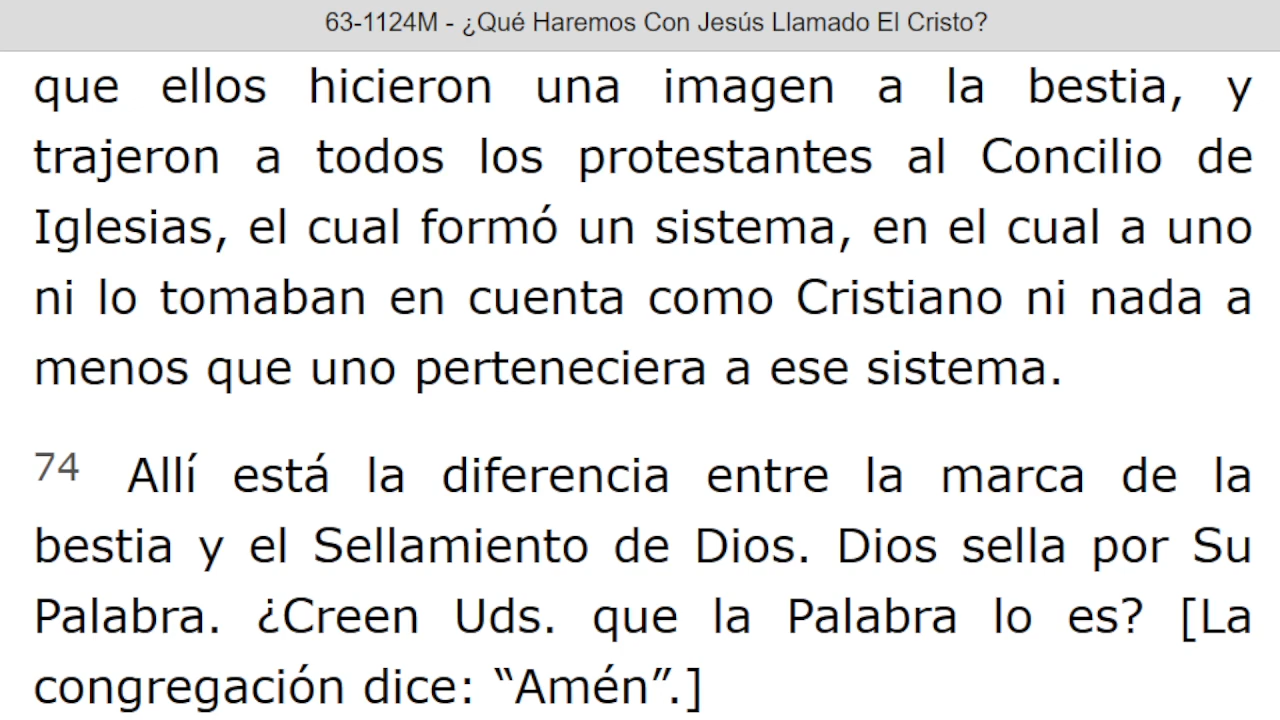 63-1124M - ¿Qué Haremos Con Jesús Llamado El Cristo?
que ellos hicieron una imagen a la bestia, y
trajeron a todos los protestantes al Concilio de
Iglesias, el cual formó un sistema, en el cual a uno
ni lo tomaban en cuenta como Cristiano ni nada a
menos que uno perteneciera a ese sistema.
74 Allí está la diferencia entre la marca de la
bestia y el Sellamiento de Dios. Dios sella por Su
Palabra. ¿Creen Uds. que la Palabra lo es? [La
congregación dice: “Amén”.]